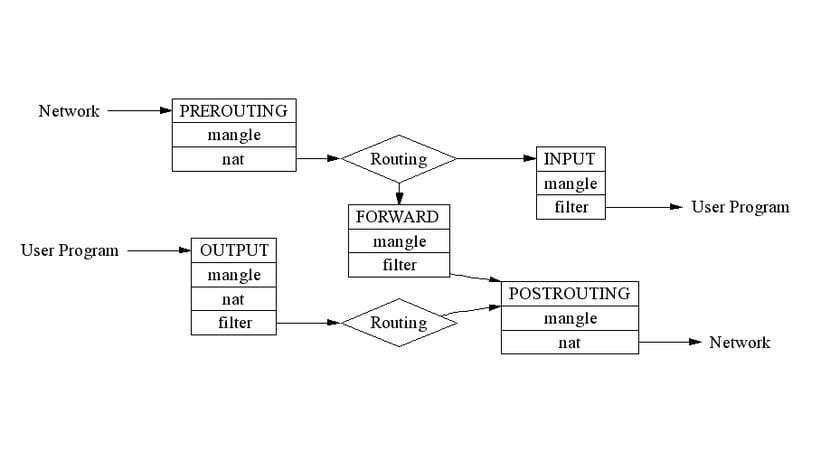 Network
PREROUTING
mangle
nat
Routing
INPUT
mangle
filter
User Program
FORWARD
mangle
filter
User Program
OUTPUT
mangle
nat
filter
Routing
POSTROUTING
mangle
nat
Network